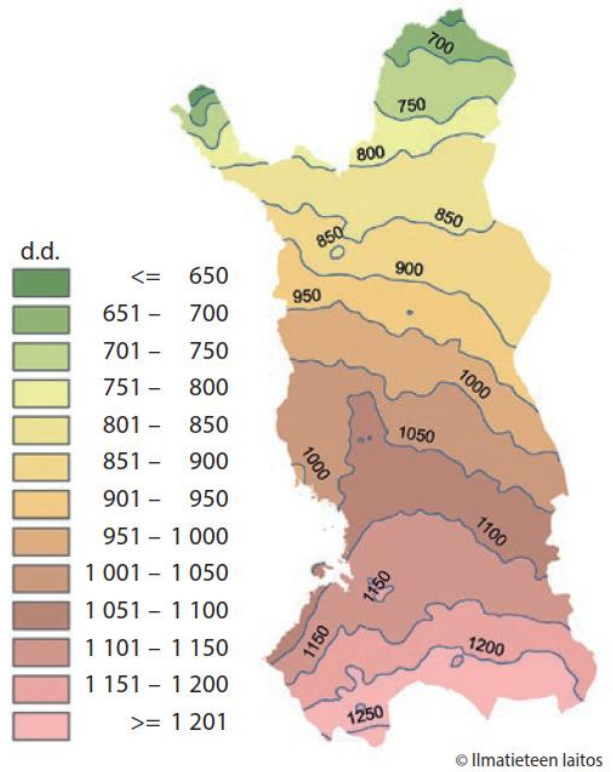 700
750
800
850
850
900
950
1000
1050
1000
1100
1150
1150
1200
1250
d.d.
<= 650
651 – 700
701 – 750
751 – 800
801 – 850
851 – 900
901 – 950
951 – 1 000
1 001 – 1 050
1 051 – 1 100
1 101 – 1 150
1 151 – 1 200
>= 1 201
© Ilmatieteen laitos